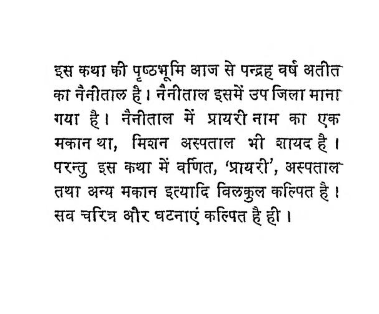 इस कथा की पृष्ठभूमि आज से पन्द्रह वर्ष अतीत
का नैनीताल है। नैनीताल इसमें उप जिला माना
गया है। नैनीताल में प्रायरी नाम का एक
मकान था, मिशन अस्पताल भी शायद है।
परन्तु इस कथा में वर्णित, ‘प्रायरी’, अस्पताल
तथा अन्य मकान इत्यादि विलकुल कल्पित है।
सव चरित्र और घटनाएं कल्पित है ही।